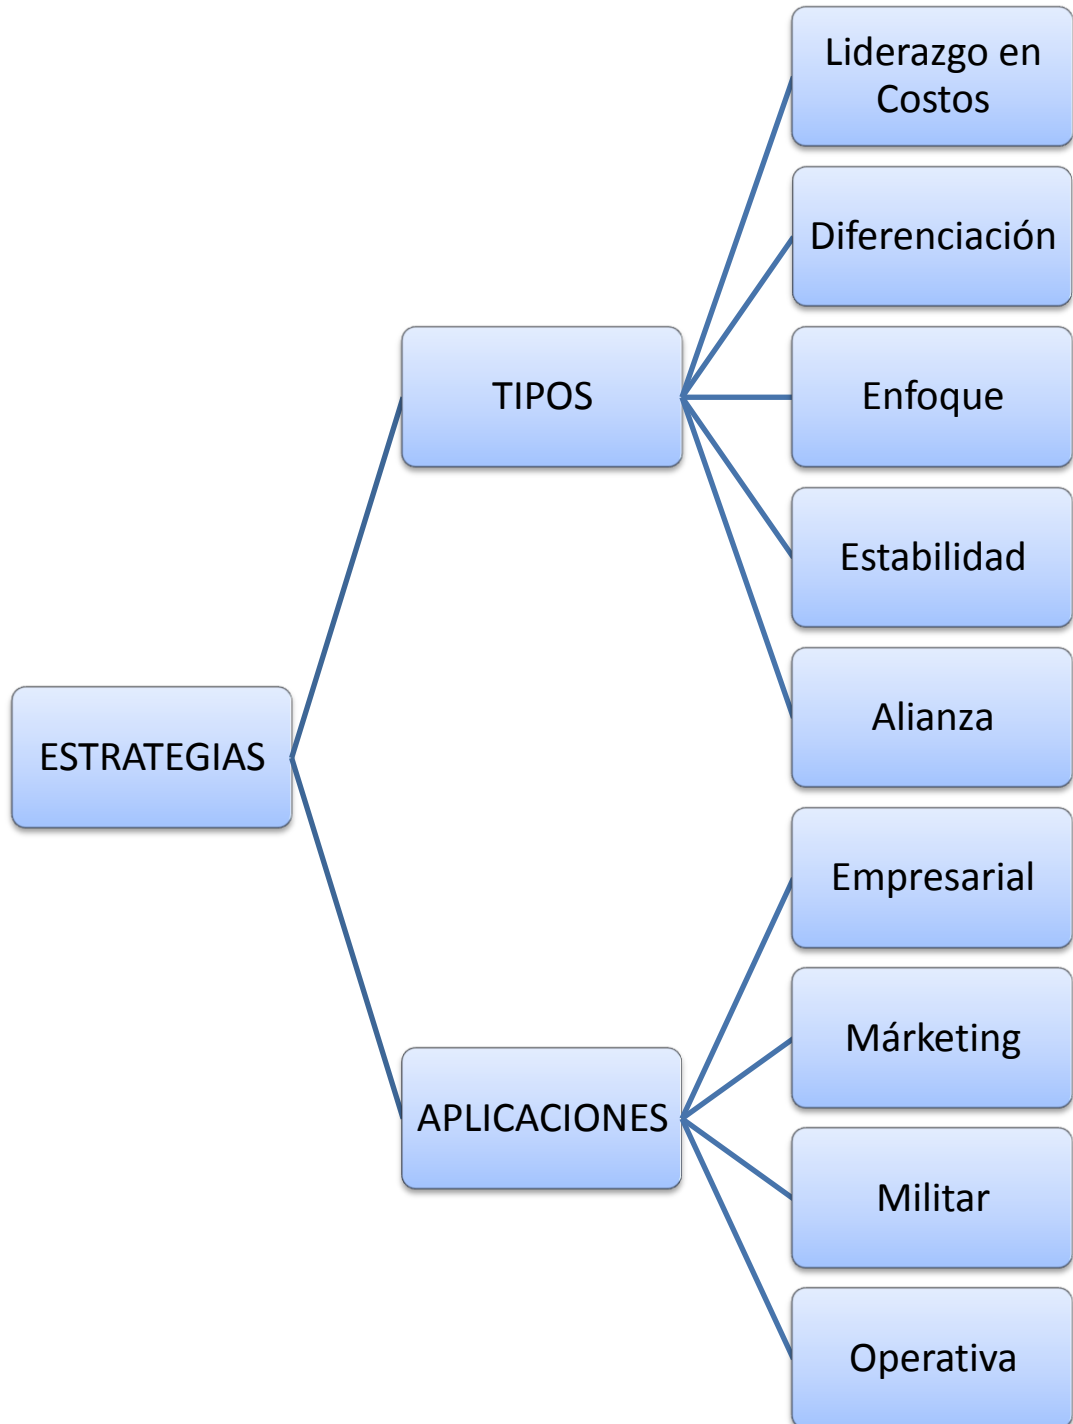 Liderazgo en
Costos
Diferenciación
TIPOS
Enfoque
Estabilidad
Alianza
ESTRATEGIAS
Empresarial
Márketing
APLICACIONES
Militar
Operativa